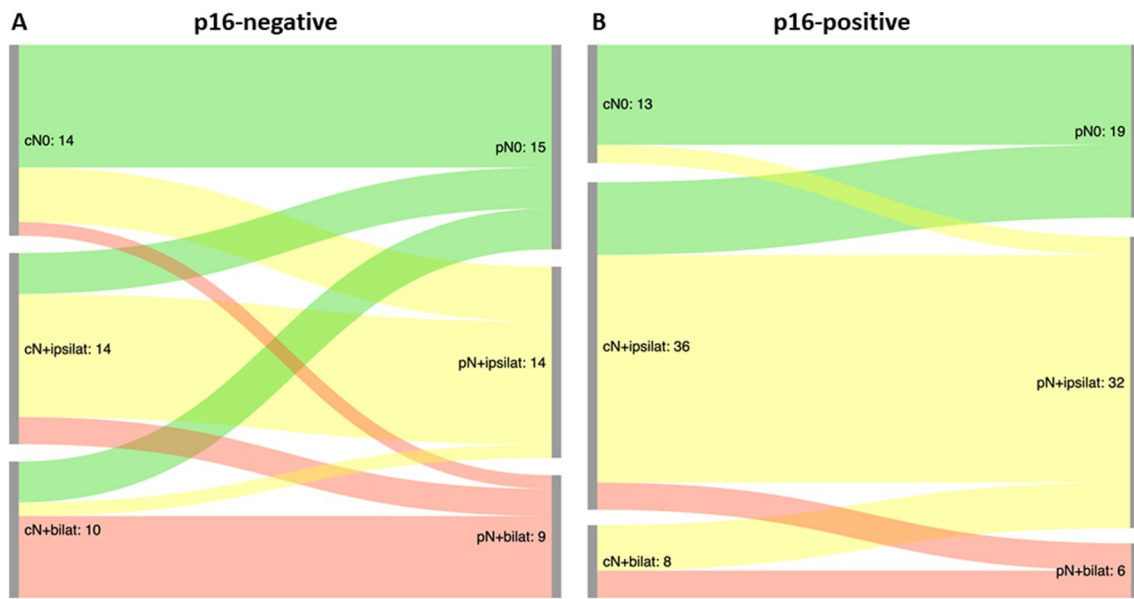 A p16-negative
cN0: 14
pN0: 15
cN+ipsilat: 14
pN+ipsilat: 14
cN+bilat: 10
pN+bilat: 9
B p16-positive
cN0: 13
pN0: 19
cN+ipsilat: 36
pN+ipsilat: 32
cN+bilat: 8
pN+bilat: 6